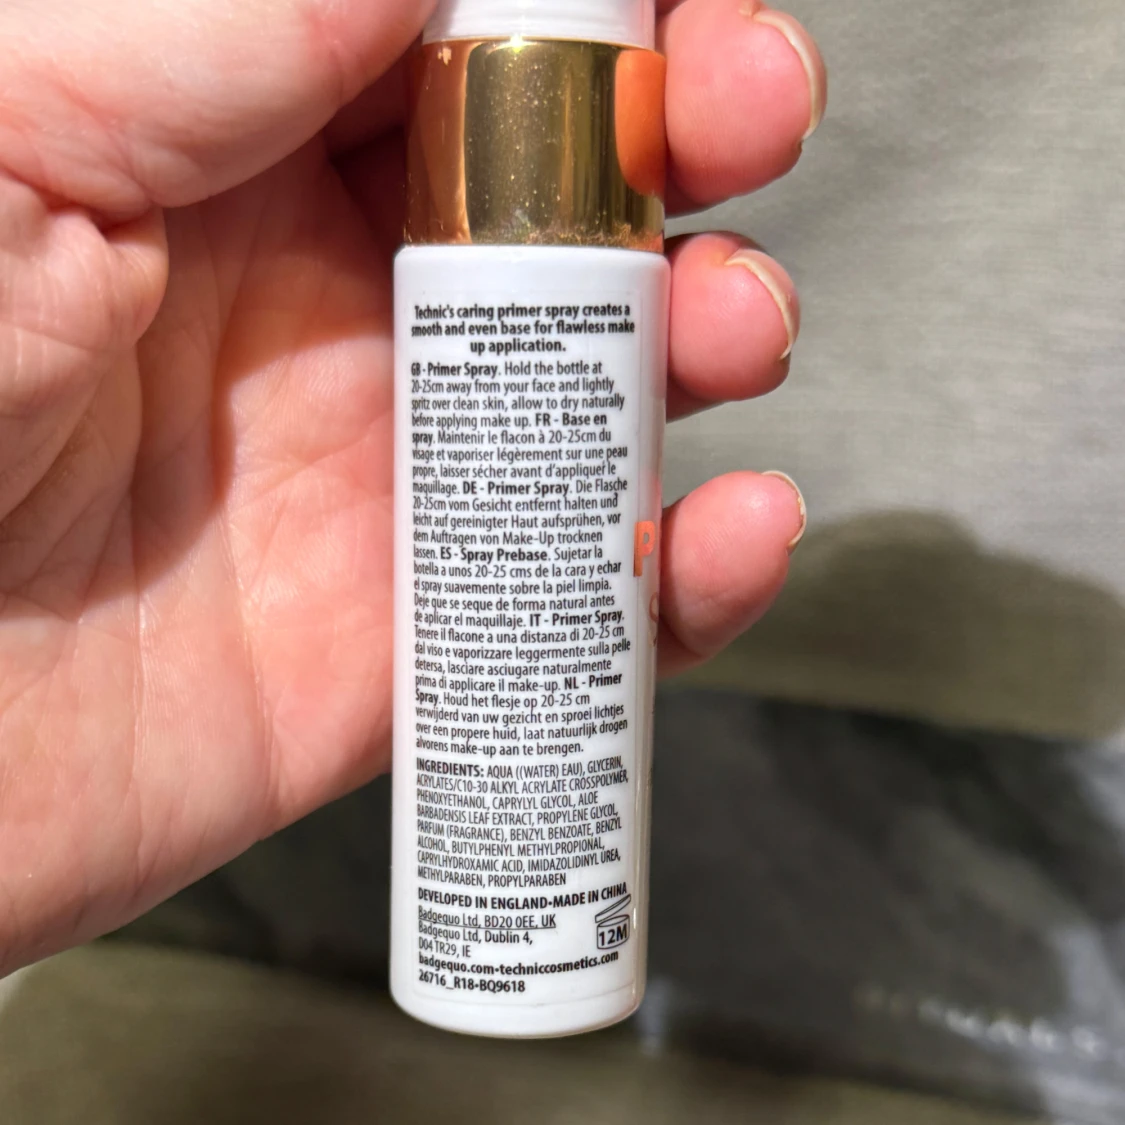 Technic's caring primer spray creates a
smooth and even base for flawless make
up application.
GB - Primer Spray. Hold the bottle at
20-25cm away from your face and lightly
spritz over clean skin, allow to dry naturally
before applying make up. FR - Base en
spray. Maintenir le flacon à 20-25cm du
visage et vaporiser légèrement sur une peau
propre, laisser sécher avant d'appliquer le
maquillage. DE - Primer Spray. Die Flasche
20-25cm vom Gesicht entfernt halten und
leicht auf gereinigter Haut aufsprühen, vor
dem Auftragen von Make-Up trocknen
lassen. ES - Spray Prebase. Sujetar la
botella a unos 20-25 cms de la cara y echar
el spray suavemente sobre la piel limpia.
Deje que se seque de forma natural antes
de aplicar el maquillaje. IT - Primer Spray.
Tenere il flacone a una distanza di 20-25 cm
dal viso e vaporizzare leggermente sulla pelle
detersa, lasciare asciugare naturalmente
prima di applicare il make-up. NL - Primer
Spray. Houd het flesje op 20-25 cm
verwijderd van uw gezicht en sproei lichtjes
over een propere huid, laat natuurlijk drogen
alvorens make-up aan te brengen.
INGREDIENTS: AQUA ((WATER) EAU), GLYCERIN,
ACRYLATES/C10-30 ALKYL ACRYLATE CROSSPOLYMER,
PHENOXYETHANOL, CAPRYLYL GLYCOL, ALOE
BARBADENSIS LEAF EXTRACT, PROPYLENE GLYCOL,
PARFUM (FRAGRANCE), BENZYL BENZOATE, BENZYL
ALCOHOL, BUTYLPHENYL METHYLPROPIONAL,
CAPRYLHYDROXAMIC ACID, IMIDAZOLIDINYL UREA,
METHYLPARABEN, PROPYLPARABEN
DEVELOPED IN ENGLAND•MADE IN CHINA
Badgequo Ltd, BD20 0EE, UK
Badgequo Ltd, Dublin 4,
D04 TR29, IE
12M
badgequo.com•techniccosmetics.com
26716_R18•BQ9618
P
S